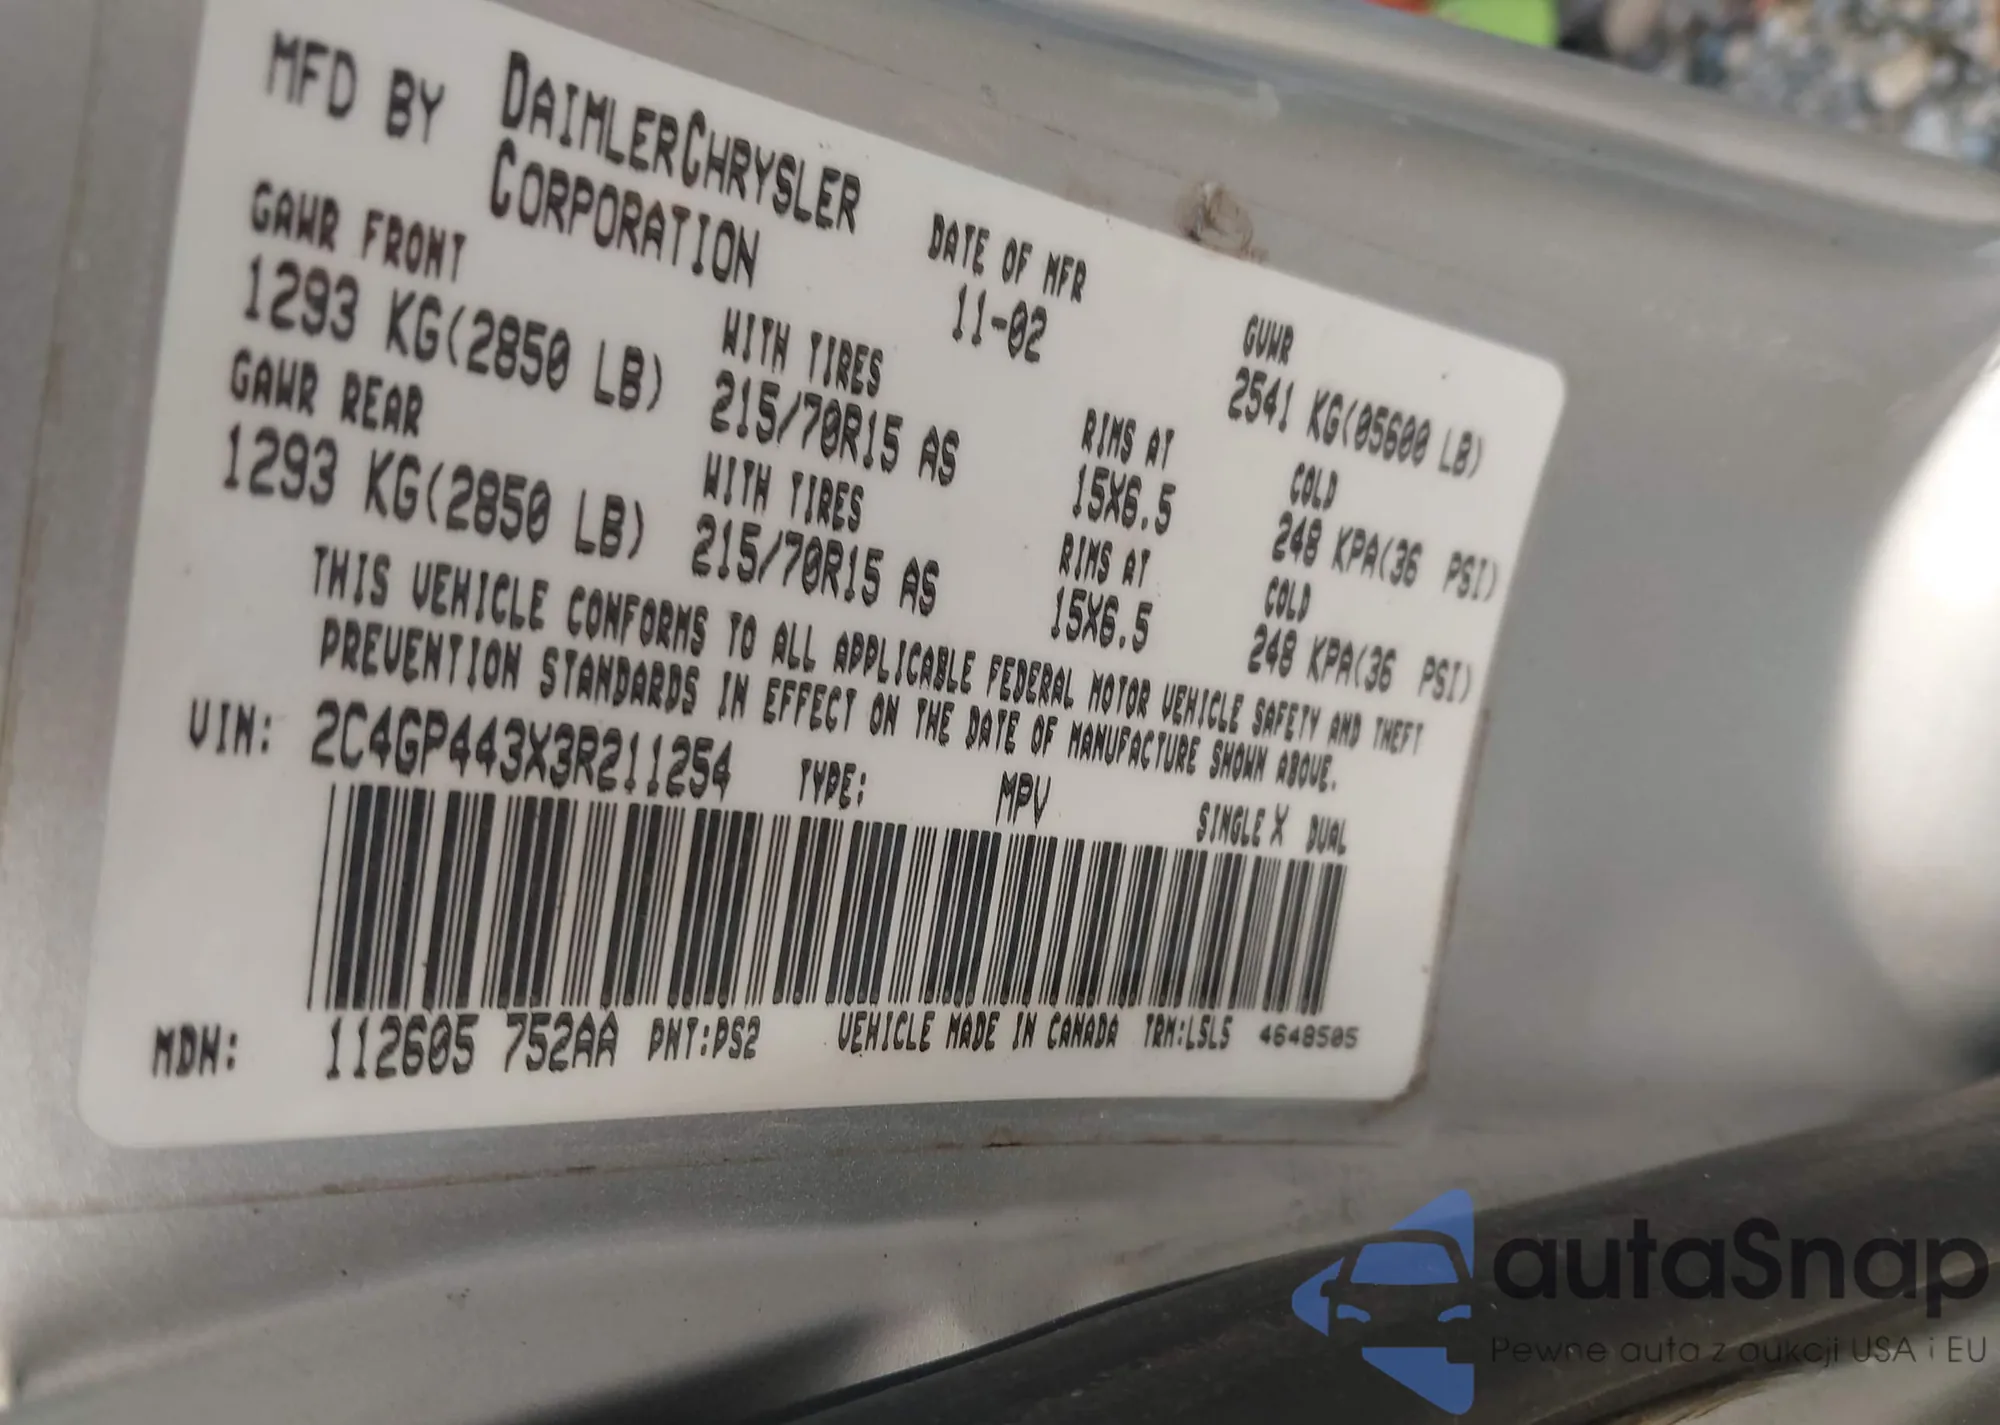 MFD BY DAIMLERCHRYSLER
CORPORATION
DATE OF MFR
11-02
GVWR
2541 KG(05600 LB)
GAWR FRONT
1293 KG(2850 LB)
WITH TIRES
215/70R15 AS
RIMS AT
15X6.5
COLD
248 KPA(36 PSI)
GAWR REAR
1293 KG(2850 LB)
WITH TIRES
215/70R15 AS
RIMS AT
15X6.5
COLD
248 KPA(36 PSI)
THIS VEHICLE CONFORMS TO ALL APPLICABLE FEDERAL MOTOR VEHICLE SAFETY AND THEFT
PREVENTION STANDARDS IN EFFECT ON THE DATE OF MANUFACTURE SHOWN ABOVE.
VIN: 2C4GP443X3R211254 TYPE: MPV SINGLE X DUAL
MDH: 112605 752AA PNT:PS2 VEHICLE MADE IN CANADA TRM:L5L5 4648505
autaSnap
Pewne auta z aukcji USA i EU